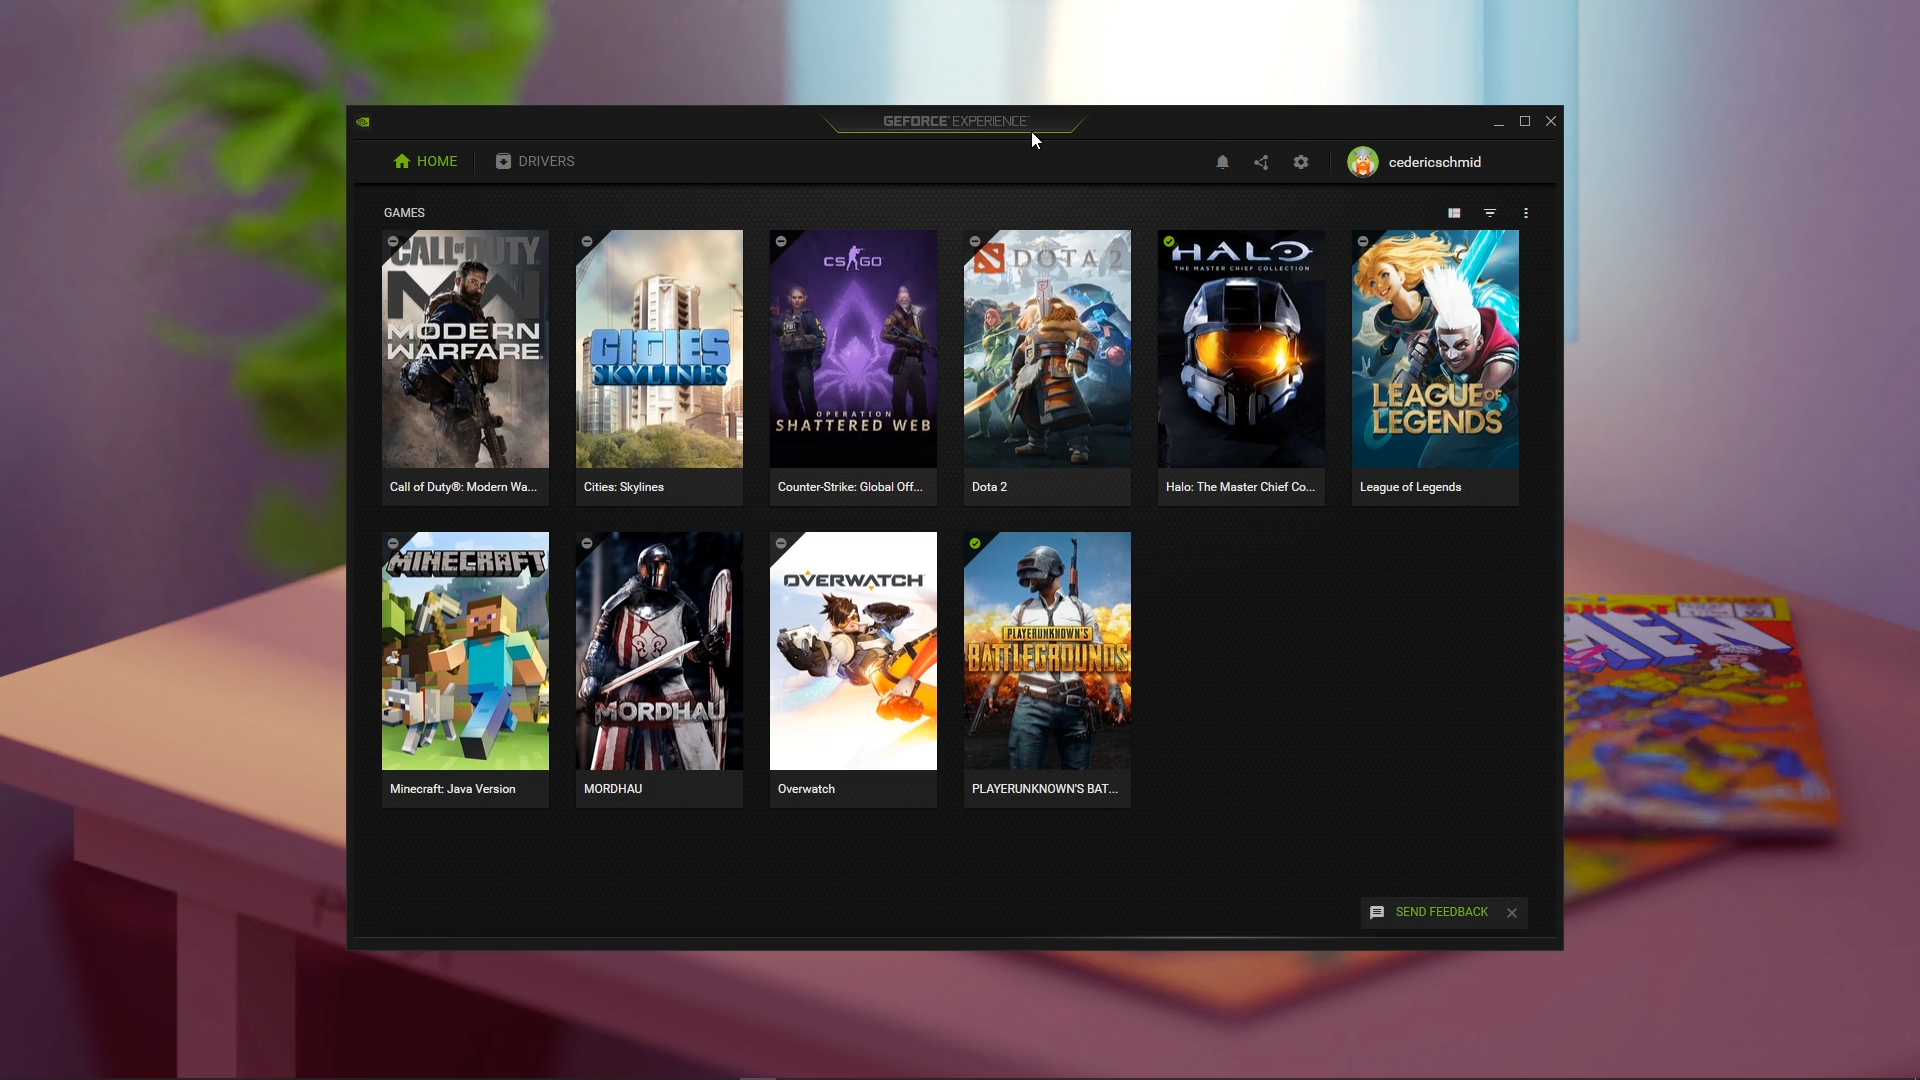 GEFORCE EXPERIENCE
HOME
DRIVERS
cedericschmid
GAMES
CALL OF DUTY
MW
MODERN
WARFARE
CITIES
SKYLINES
CS GO
OPERATION
SHATTERED WEB
DOTA 2
HALO
THE MASTER CHIEF COLLECTION
LEAGUE OF
LEGENDS
Call of Duty®: Modern Wa...
Cities: Skylines
Counter-Strike: Global Off...
Dota 2
Halo: The Master Chief Co...
League of Legends
MINECRAFT
MORDHAU
OVERWATCH
PLAYERUNKNOWN'S
BATTLEGROUNDS
Minecraft: Java Version
MORDHAU
Overwatch
PLAYERUNKNOWN'S BAT...
SEND FEEDBACK